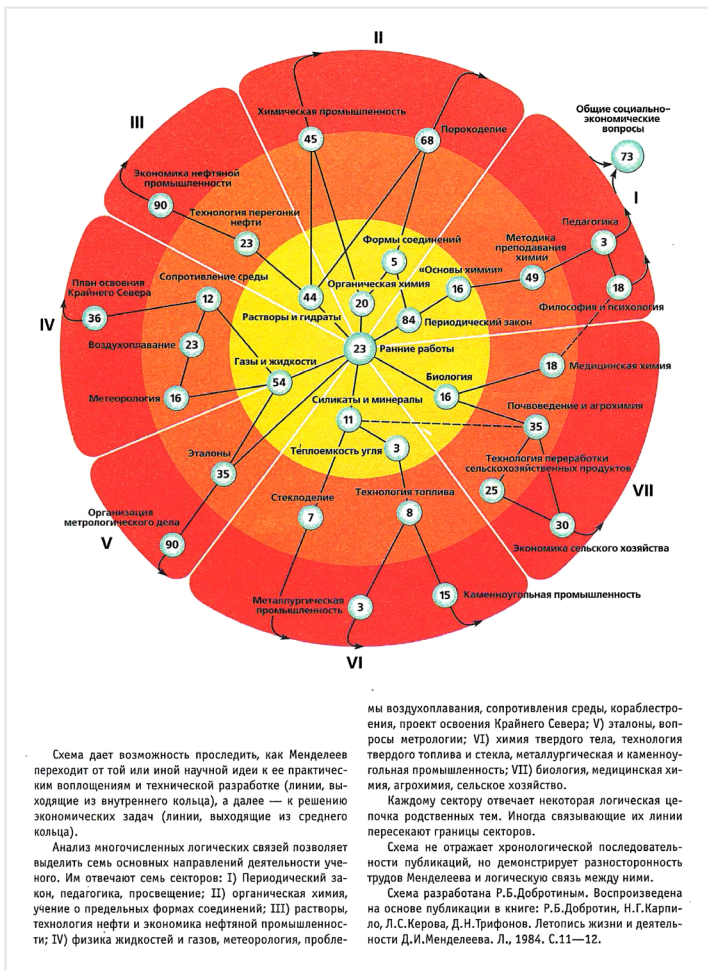 II
Химическая промышленность
45
68
Порокоделие
Общие социально-
экономические
вопросы
73
III
I
Экономика нефтяной
промышленности
90
Технология перегонки
нефти
23
Формы соединений
5
Методика
преподавания
химии
49
Педагогика
3
«Основы химии»
16
План освоения
Крайнего Севера
36
Сопротивление среды
12
44
Растворы и гидраты
Органическая химия
20
84
Периодический закон
18
Философия и психология
IV
Воздухоплавание
23
23
Ранние работы
Газы и жидкости
54
Метеорология
16
Биология
16
18
Медицинская химия
Силикаты и минералы
11
Почвоведение и агрохимия
35
Теплоемкость угля
3
Эталоны
35
Технология переработки
сельскохозяйственных продуктов
25
VII
Стеклоделие
7
Технология топлива
8
30
Экономика сельского хозяйства
Организация
метрологического дела
90
V
Металлургическая
промышленность
3
15
Каменноугольная промышленность
VI
Схема дает возможность проследить, как Менделеев
переходит от той или иной научной идеи к ее практичес-
ким воплощениям и технической разработке (линии, вы-
ходящие из внутреннего кольца), а далее — к решению
экономических задач (линии, выходящие из среднего
кольца).
Анализ многочисленных логических связей позволяет
выделить семь основных направлений деятельности уче-
ного. Им отвечают семь секторов: I) Периодический за-
кон, педагогика, просвещение; II) органическая химия,
учение о предельных формах соединений; III) растворы,
технология нефти и экономика нефтяной промышленнос-
ти; IV) физика жидкостей и газов, метеорология, пробле-
мы воздухоплавания, сопротивления среды, кораблестро-
ения, проект освоения Крайнего Севера; V) эталоны, воп-
росы метрологии; VI) химия твердого тела, технология
твердого топлива и стекла, металлургическая и каменноу-
гольная промышленность; VII) биология, медицинская хи-
мия, агрохимия, сельское хозяйство.
Каждому сектору отвечает некоторая логическая це-
почка родственных тем. Иногда связывающие их линии
пересекают границы секторов.
Схема не отражает хронологической последователь-
ности публикаций, но демонстрирует разносторонность
трудов Менделеева и логическую связь между ними.
Схема разработана Р.Б.Добротиным. Воспроизведена
на основе публикации в книге: Р.Б.Добротин, Н.Г.Карпи-
ло, Л.С.Керова, Д.Н.Трифонов. Летопись жизни и деятель-
ности Д.И.Менделеева. Л., 1984. С.11—12.